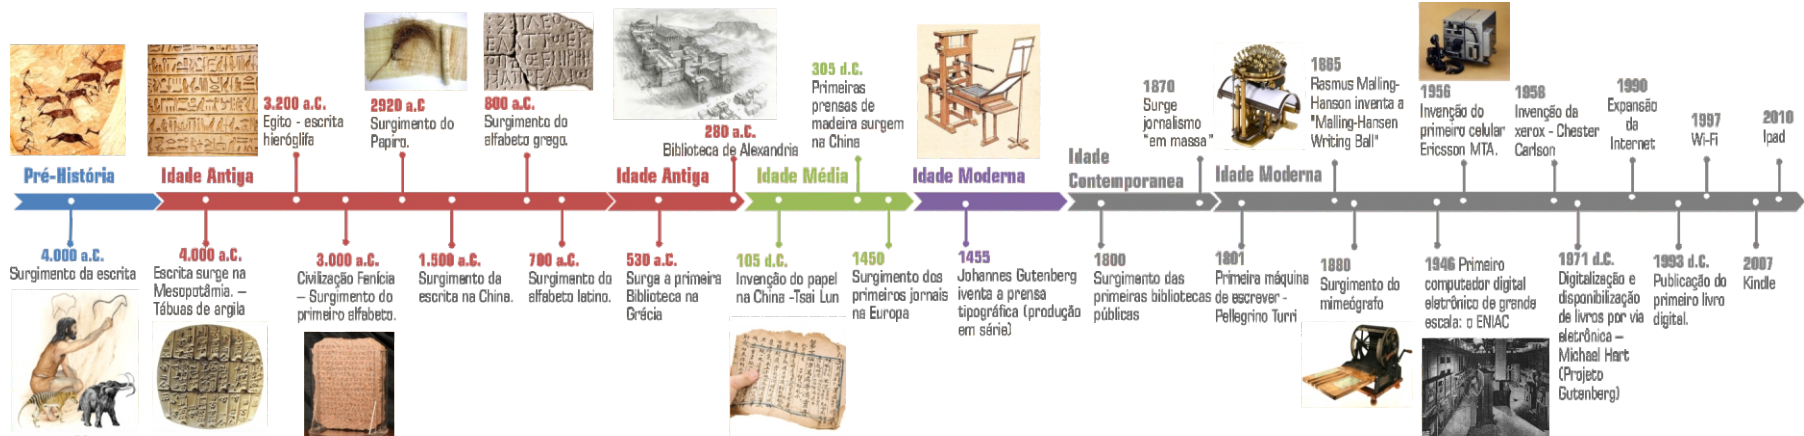 Pré-História
4.000 a.C.
Surgimento da escrita
Idade Antiga
4.000 a.C.
Escrita surge na
Mesopotâmia. –
Tábuas de argila
3.200 a.C.
Egito - escrita
hieróglifa
3.000 a.C.
Civilização Fenícia
– Surgimento do
primeiro alfabeto.
2920 a.C
Surgimento do
Papiro.
1.500 a.C.
Surgimento da
escrita na China.
800 a.C.
Surgimento do
alfabeto grego.
700 a.C.
Surgimento do
alfabeto latino.
Idade Antiga
530 a.C.
Surge a primeira
Biblioteca na
Grécia
280 a.C.
Biblioteca de Alexandria
Idade Média
105 d.C.
Invenção do papel
na China -Tsai Lun
305 d.C.
Primeiras
prensas de
madeira surgem
na China
1450
Surgimento dos
primeiros jornais
na Europa
Idade Moderna
1455
Johannes Gutenberg
iventa a prensa
tipográfica (produção
em série)
Idade
Contemporanea
1800
Surgimento das
primeiras bibliotecas
públicas
1870
Surge
jornalismo
"em massa"
Idade Moderna
1801
Primeira máquina
de escrever -
Pellegrino Turri
1865
Rasmus Malling-
Hanson inventa a
"Malling-Hansen
Writing Ball"
1880
Surgimento do
mimeógrafo
1946 Primeiro
computador digital
eletrônico de grande
escala: o ENIAC
1956
Invenção do
primeiro celular
Ericsson MTA.
1958
Invenção da
xerox - Chester
Carlson
1971 d.C.
Digitalização e
disponibilização
de livros por via
eletrônica –
Michael Hart
(Projeto
Gutenberg)
1990
Expansão
da
Internet
1993 d.C.
Publicação do
primeiro livro
digital.
1997
Wi-Fi
2007
Kindle
2010
Ipad